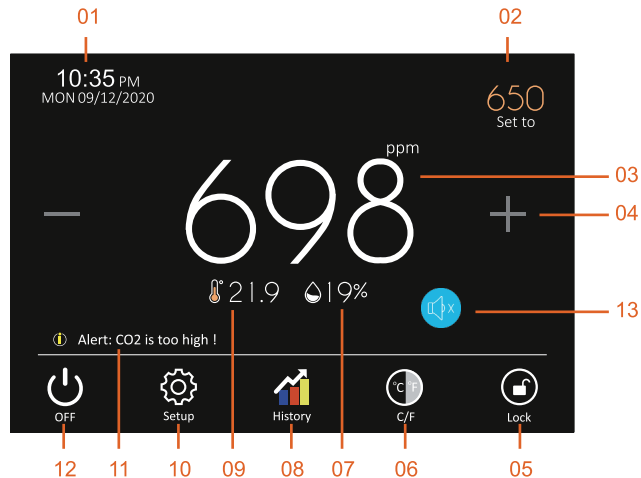 01
02
10:35 PM
MON 09/12/2020
650
Set to
ppm
698
03
04
21.9
19%
13
Alert: CO2 is too high !
°C °F
OFF
Setup
History
C/F
Lock
12
11
10
09
08
07
06
05